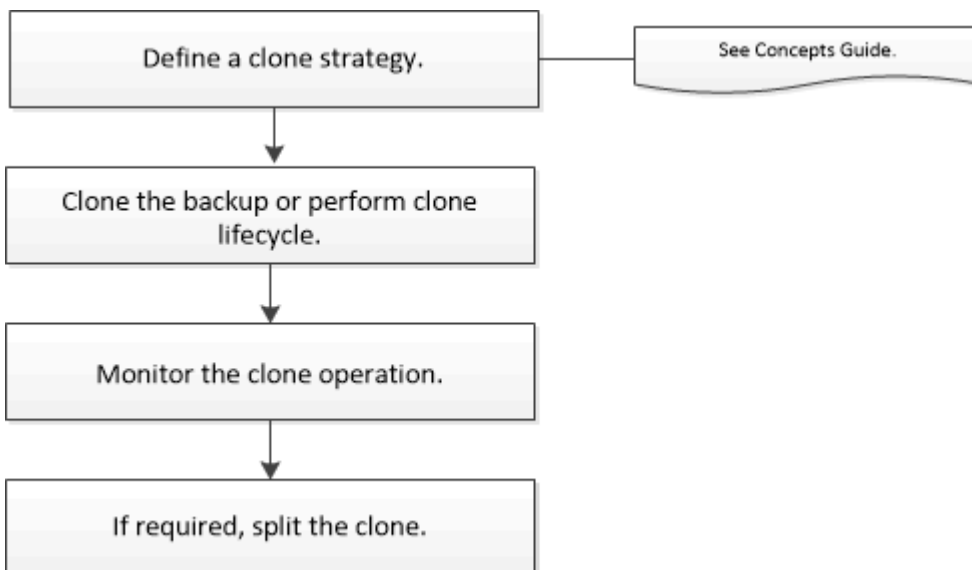 Define a clone strategy.
See Concepts Guide.
Clone the backup or perform clone
lifecycle.
Monitor the clone operation.
If required, split the clone.